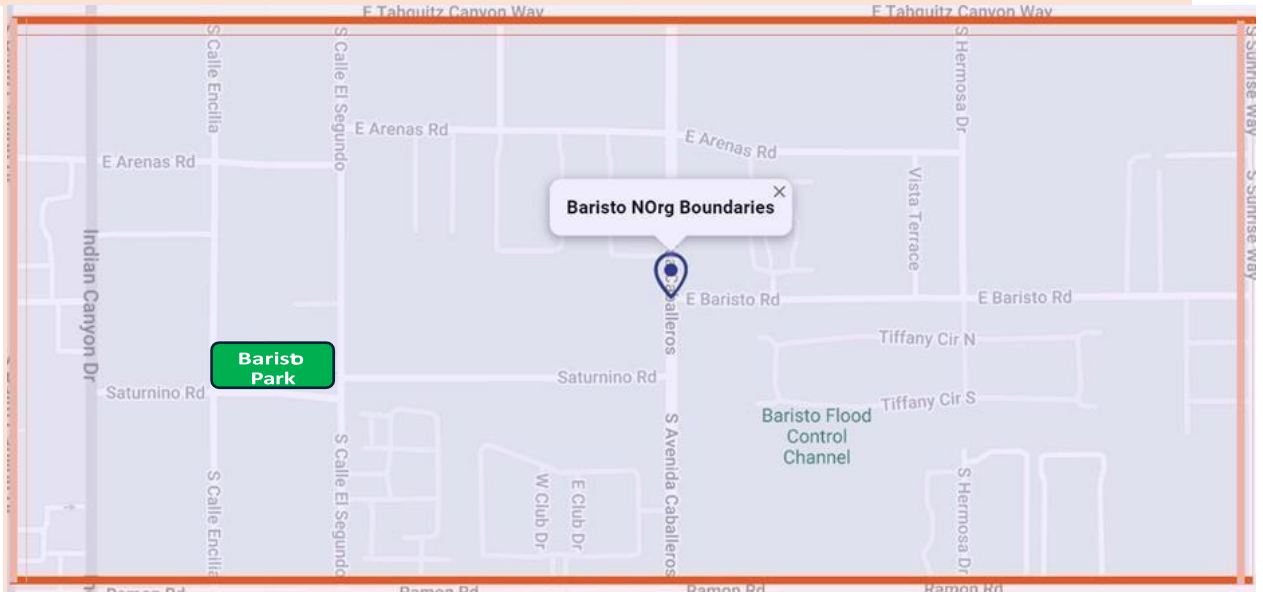 E Tahquitz Canyon Way
E Tahquitz Canyon Way
S Calle Encilia
S Calle El Segundo
S Hermosa Dr
S Sunrise Way
E Arenas Rd
E Arenas Rd
E Arenas Rd
Vista Terrace
S Sunrise Way
Baristo NOrg Boundaries
Indian Canyon Dr
Caballeros
E Baristo Rd
E Baristo Rd
Tiffany Cir N
Baristo
Park
Saturnino Rd
Saturnino Rd
Tiffany Cir S
Baristo Flood
Control
Channel
S Avenida Caballeros
S Calle El Segundo
S Calle Encilia
W Club Dr
E Club Dr
S Hermosa Dr
Ramon Rd
Ramon Rd
Ramon Rd
Ramon Rd